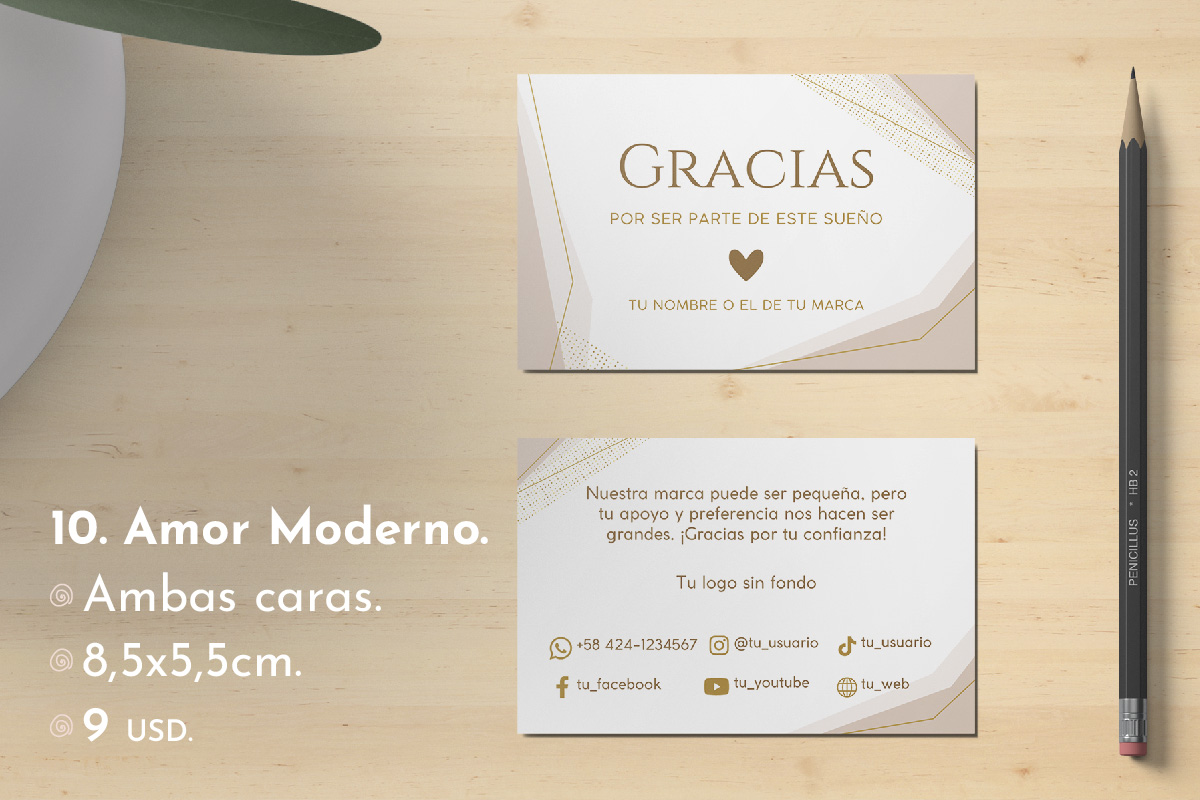 GRACIAS
POR SER PARTE DE ESTE SUEÑO
TU NOMBRE O EL DE TU MARCA
Nuestra marca puede ser pequeña, pero
tu apoyo y preferencia nos hacen ser
grandes. ¡Gracias por tu confianza!
Tu logo sin fondo
+58 424-1234567 @tu_usuario tu_usuario
tu_facebook tu_youtube tu_web
10. Amor Moderno.
Ambas caras.
8,5x5,5cm.
9 USD.
PENICILLUS * HB 2